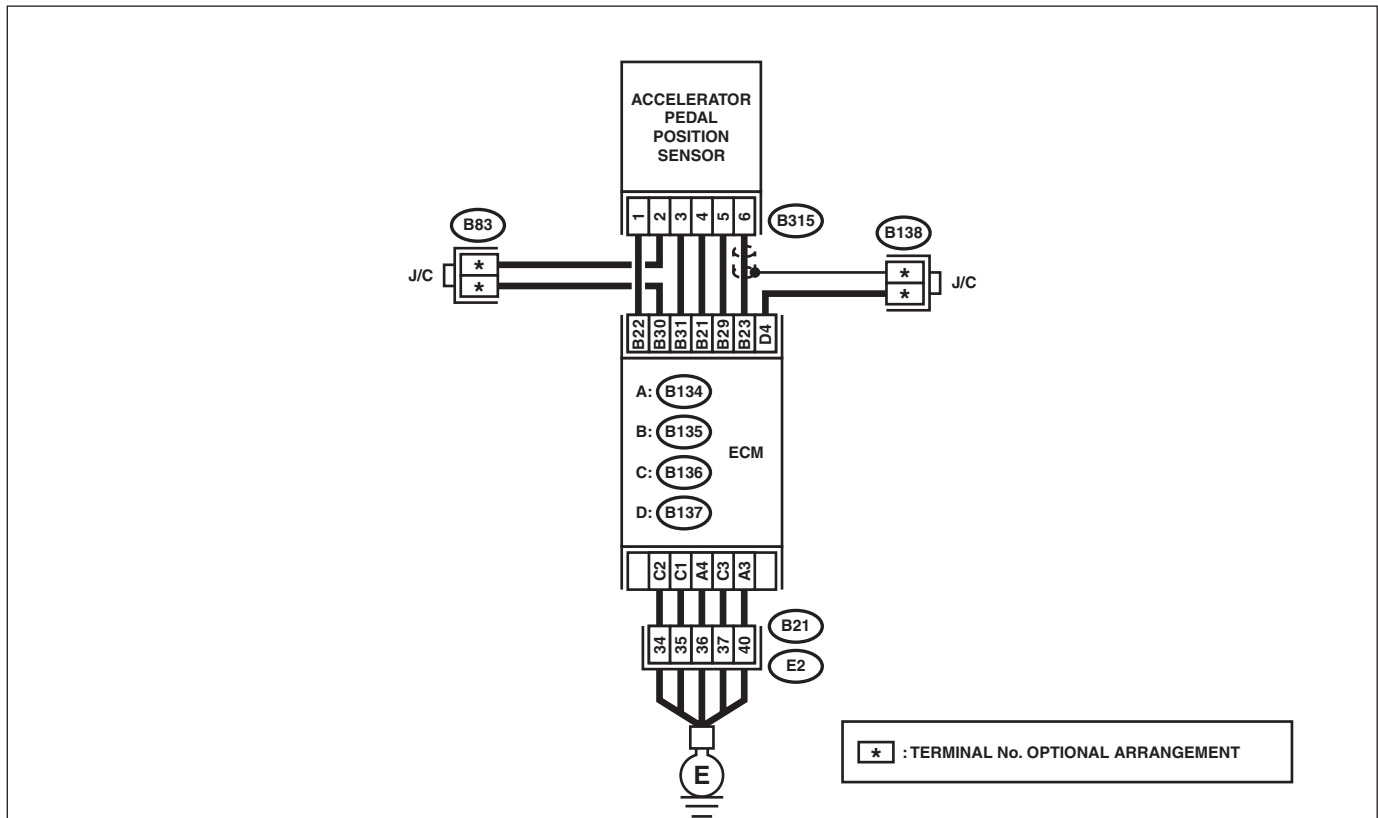 ACCELERATOR
PEDAL
POSITION
SENSOR
1 2 3 4 5 6
B315
B83
B138
J/C
*
*
*
*
J/C
B22 B30 B31 B21 B29 B23 D4
A: B134
B: B135
ECM
C: B136
D: B137
C2 C1 A4 C3 A3
B21
34 35 36 37 40
E2
E
* : TERMINAL No. OPTIONAL ARRANGEMENT